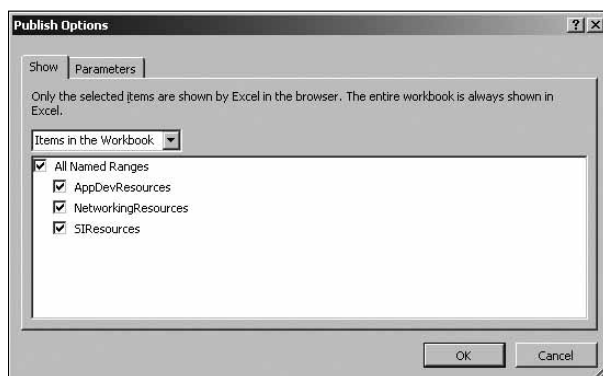 Publish Options
Show Parameters
Only the selected items are shown by Excel in the browser. The entire workbook is always shown in
Excel.
Items in the Workbook
All Named Ranges
AppDevResources
NetworkingResources
SIResources
OK Cancel